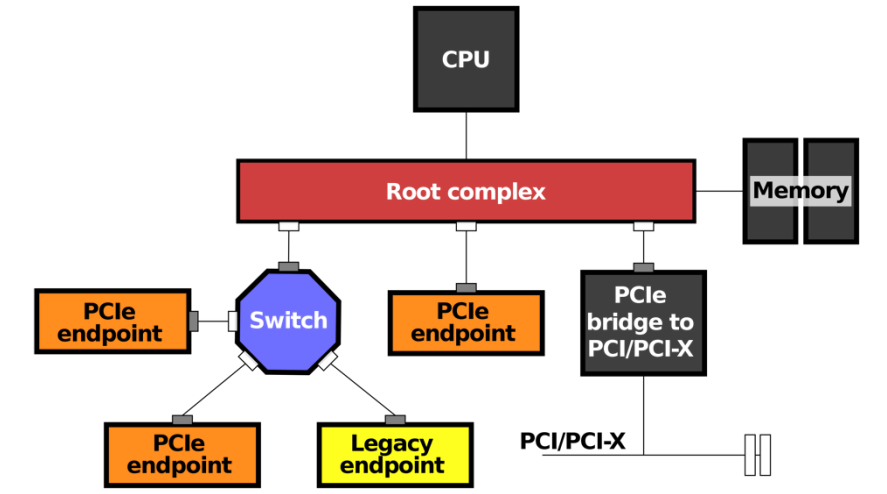 CPU
Root complex
Memory
PCIe
endpoint
Switch
PCIe
endpoint
PCIe
bridge to
PCI/PCI-X
PCIe
endpoint
Legacy
endpoint
PCI/PCI-X